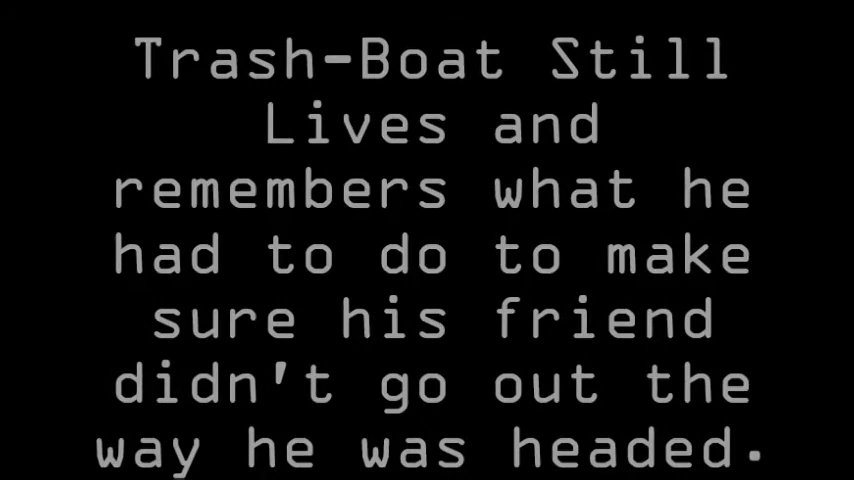 Trash-Boat Still
Lives and
remembers what he
had to do to make
sure his friend
didn't go out the
way he was headed.